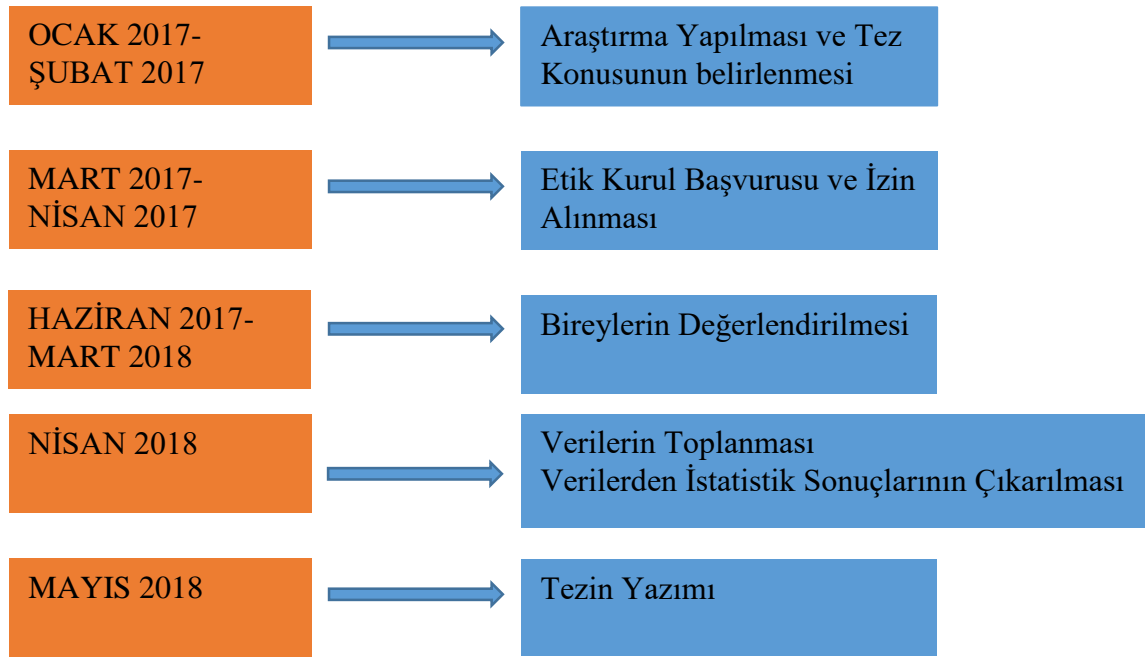 OCAK 2017-
ŞUBAT 2017
Araştırma Yapılması ve Tez
Konusunun belirlenmesi
MART 2017-
NİSAN 2017
Etik Kurul Başvurusu ve İzin
Alınması
HAZİRAN 2017-
MART 2018
Bireylerin Değerlendirilmesi
NİSAN 2018
Verilerin Toplanması
Verilerden İstatistik Sonuçlarının Çıkarılması
MAYIS 2018
Tezin Yazımı